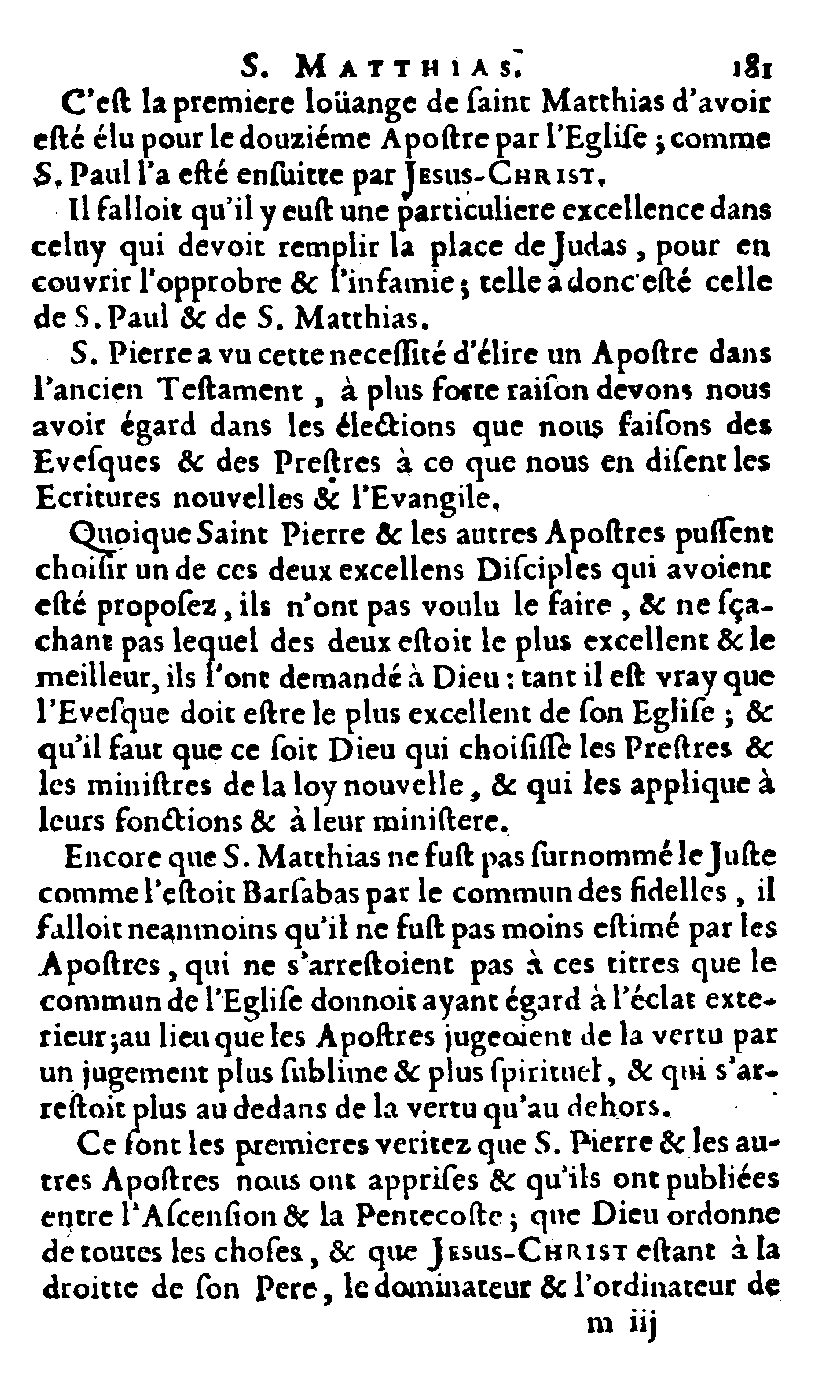 S. MATTHIAS. 181
C'eſt la premiere loüange de ſaint Matthias d'avoir
eſté élu pour le douziéme Apoſtre par l'Egliſe ; comme
S. Paul l'a eſté enſuitte par JESUS-CHRIST.
Il falloit qu'il y euſt une particuliere excellence dans
celuy qui devoit remplir la place de Judas , pour en
couvrir l'opprobre & l'infamie ; telle a donc eſté celle
de S. Paul & de S. Matthias.
S. Pierre a vu cette neceſſité d'élire un Apoſtre dans
l'ancien Teſtament , à plus forte raiſon devons nous
avoir égard dans les élections que nous faiſons des
Eveſques & des Preſtres à ce que nous en diſent les
Ecritures nouvelles & l'Evangile.
Quoique Saint Pierre & les autres Apoſtres puſſent
choiſir un de ces deux excellens Diſciples qui avoient
eſté propoſez , ils n'ont pas voulu le faire , & ne ſça-
chant pas lequel des deux eſtoit le plus excellent & le
meilleur, ils l'ont demandé à Dieu : tant il eſt vray que
l'Eveſque doit eſtre le plus excellent de ſon Egliſe ; &
qu'il faut que ce ſoit Dieu qui choiſiſſe les Preſtres &
les miniſtres de la loy nouvelle , & qui les applique à
leurs fonctions & à leur miniſtere.
Encore que S. Matthias ne fuſt pas ſurnommé le Juſte
comme l'eſtoit Barſabas par le commun des fidelles , il
falloit neanmoins qu'il ne fuſt pas moins eſtimé par les
Apoſtres , qui ne s'arreſtoient pas à ces titres que le
commun de l'Egliſe donnoit ayant égard à l'éclat exte-
rieur ; au lieu que les Apoſtres jugeoient de la vertu par
un jugement plus ſublime & plus ſpirituel , & qui s'ar-
reſtoit plus au dedans de la vertu qu'au dehors.
Ce ſont les premieres veritez que S. Pierre & les au-
tres Apoſtres nous ont appriſes & qu'ils ont publiées
entre l'Aſcenſion & la Pentecoſte ; que Dieu ordonne
de toutes les choſes , & que JESUS-CHRIST eſtant à la
droitte de ſon Pere , le dominateur & l'ordinateur de
m iij